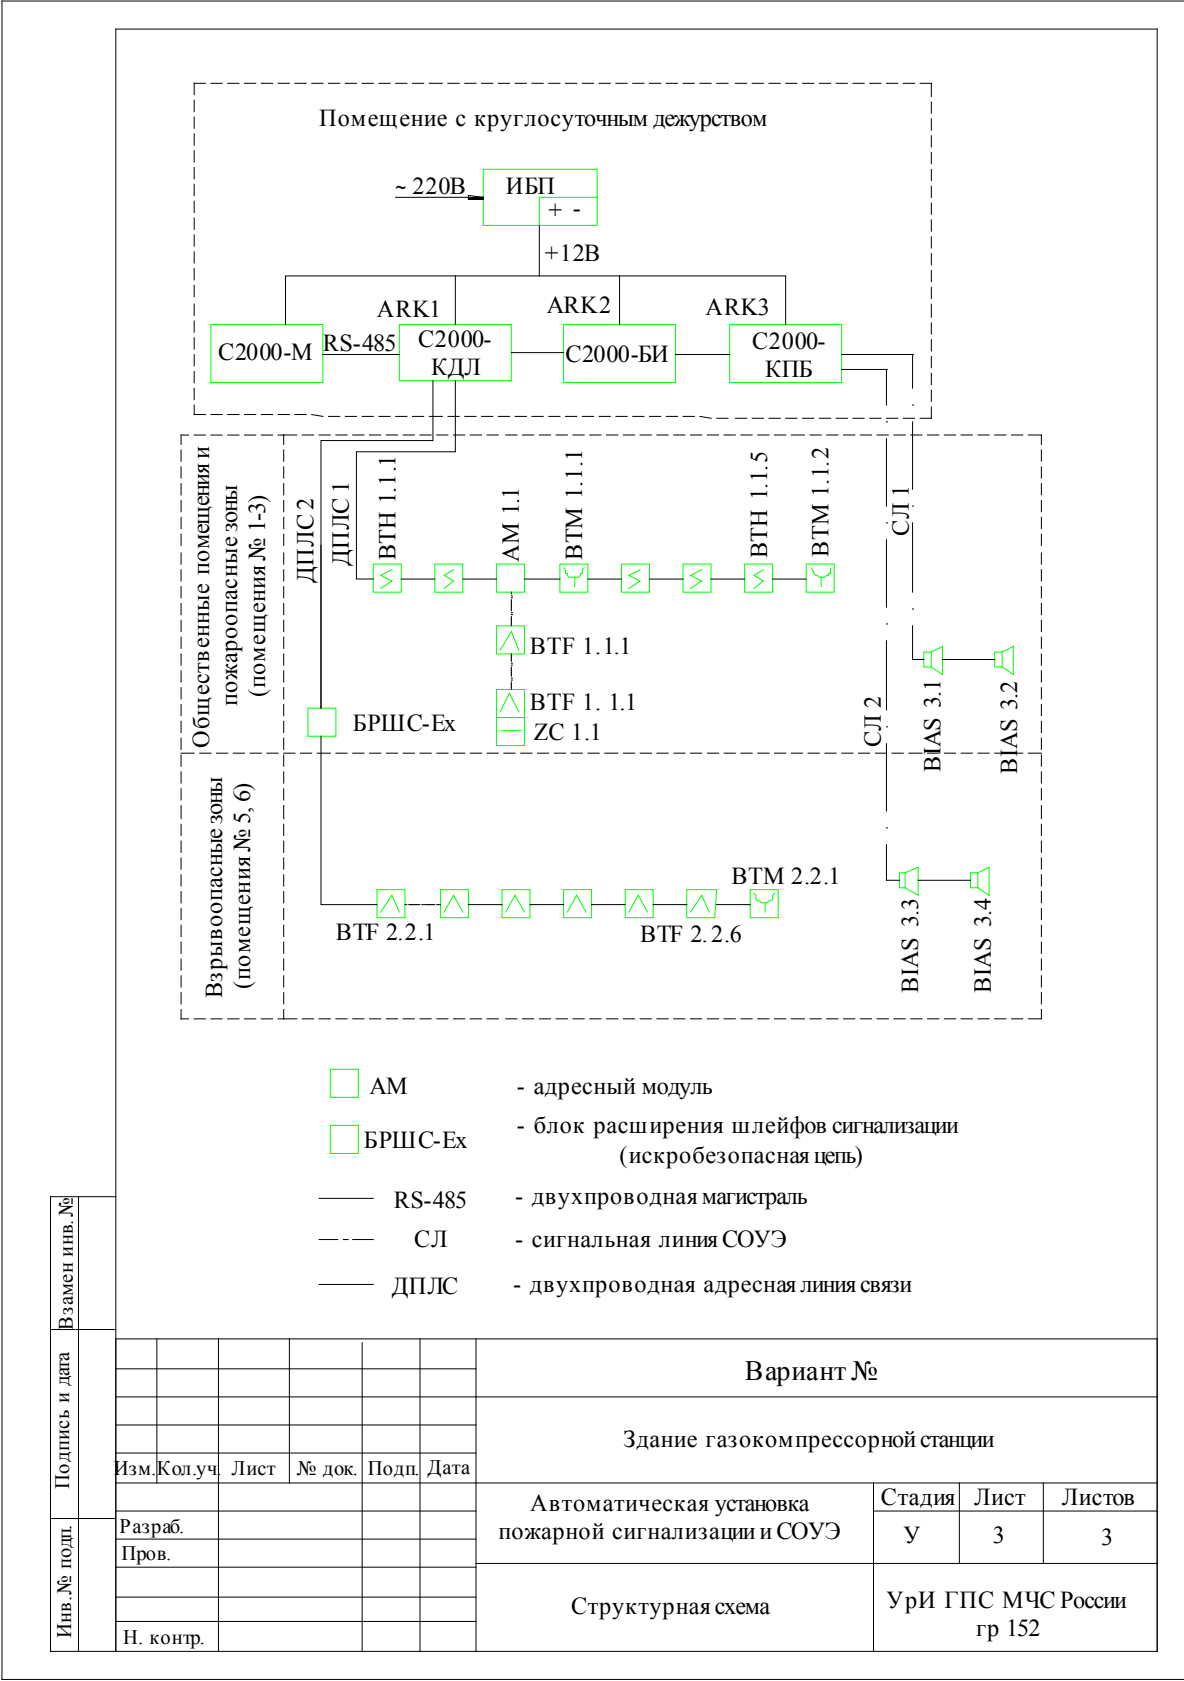 Помещение с круглосуточным дежурством
~ 220В
ИБП
+ -
+12В
ARK1
ARK2
ARK3
С2000-М
RS-485
С2000-
КДЛ
С2000-БИ
С2000-
КПБ
Общественные помещения и
пожароопасные зоны
(помещения № 1-3)
ДПЛС 2
ДПЛС 1
ВТН 1.1.1
АМ 1.1
ВТМ 1.1.1
ВТН 1.1.5
ВТМ 1.1.2
СЛ 1
BTF 1.1.1
BTF 1. 1.1
ZC 1.1
БРШС-Ех
СЛ 2
BIAS 3.1
BIAS 3.2
Взрывоопасные зоны
(помещения № 5, 6)
ВТМ 2.2.1
BTF 2.2.1
BTF 2.2.6
BIAS 3.3
BIAS 3.4
АМ - адресный модуль
БРШС-Ех - блок расширения шлейфов сигнализации
(искробезопасная цепь)
RS-485 - двухпроводная магистраль
СЛ - сигнальная линия СОУЭ
ДПЛС - двухпроводная адресная линия связи
Взамен инв. №
Подпись и дата
Инв.№ подп.
Вариант №
Здание газокомпрессорной станции
Изм. Кол.уч. Лист № док. Подп. Дата
Автоматическая установка
пожарной сигнализации и СОУЭ
Стадия Лист Листов
У 3 3
Разраб.
Пров.
Н. контр.
Структурная схема
УрИ ГПС МЧС России
гр 152